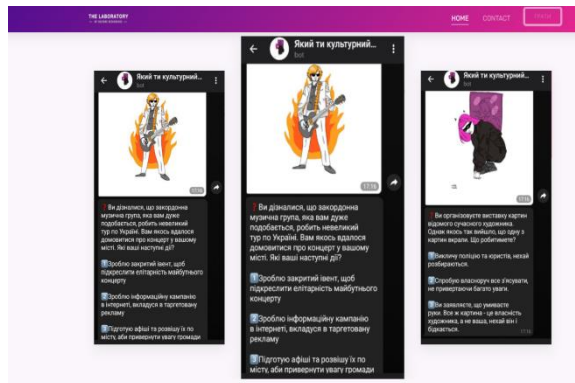 THE LABORATORY
HOME
CONTACT
Який ти культурний...
bot
17:16
❓Ви дізналися, що закордонна
музична група, яка вам дуже
подобається, робить невеликий
тур по Україні. Вам якось вдалося
домовитися про концерт у вашому
місті. Які ваші наступні дії?
1️⃣Зроблю закритий івент, щоб
підкреслити елітарність майбутнього
концерту
2️⃣Зроблю інформаційну кампанію
в інтернеті, вкладуся в таргетовану
рекламу
3️⃣Підготую афіші та розвішу їх по
місту, аби привернути увагу громади
Який ти культурний...
bot
17:16
❓Ви дізналися, що закордонна
музична група, яка вам дуже
подобається, робить невеликий
тур по Україні. Вам якось вдалося
домовитися про концерт у вашому
місті. Які ваші наступні дії?
1️⃣Зроблю закритий івент, щоб
підкреслити елітарність майбутнього
концерту
2️⃣Зроблю інформаційну кампанію
в інтернеті, вкладуся в таргетовану
рекламу
3️⃣Підготую афіші та розвішу їх по
місту, аби привернути увагу громади
Який ти культурний...
bot
17:16
❓Ви організовуєте виставку картин
відомого сучасного художника.
Однак якось так вийшло, що одну з
картин вкрали. Що робитимете?
1️⃣Викличу поліцію та юристів, нехай
розбираються.
2️⃣Спробую власноруч все з'ясувати,
не привертаючи багато уваги.
3️⃣Ви заявляєте, що умиваєте
руки. Все ж картина - це власність
художника, а не ваша, нехай він і
бідкається.
17:16